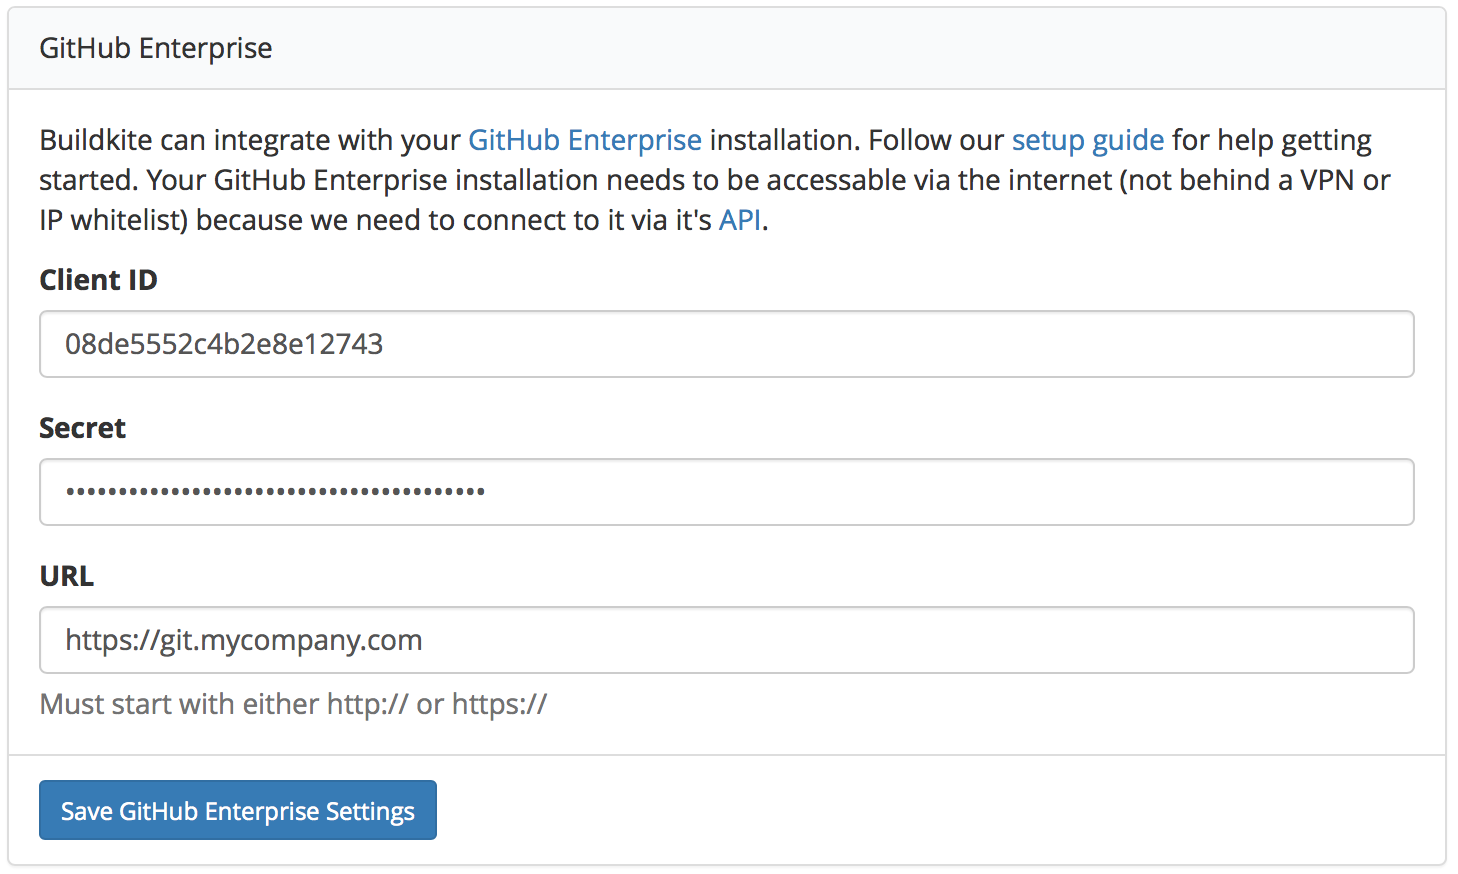 GitHub Enterprise
Buildkite can integrate with your GitHub Enterprise installation. Follow our setup guide for help getting
started. Your GitHub Enterprise installation needs to be accessable via the internet (not behind a VPN or
IP whitelist) because we need to connect to it via it's API.
Client ID
08de5552c4b2e8e12743
Secret
••••••••••••••••••••••••••••••••••••••••
URL
https://git.mycompany.com
Must start with either http:// or https://
Save GitHub Enterprise Settings